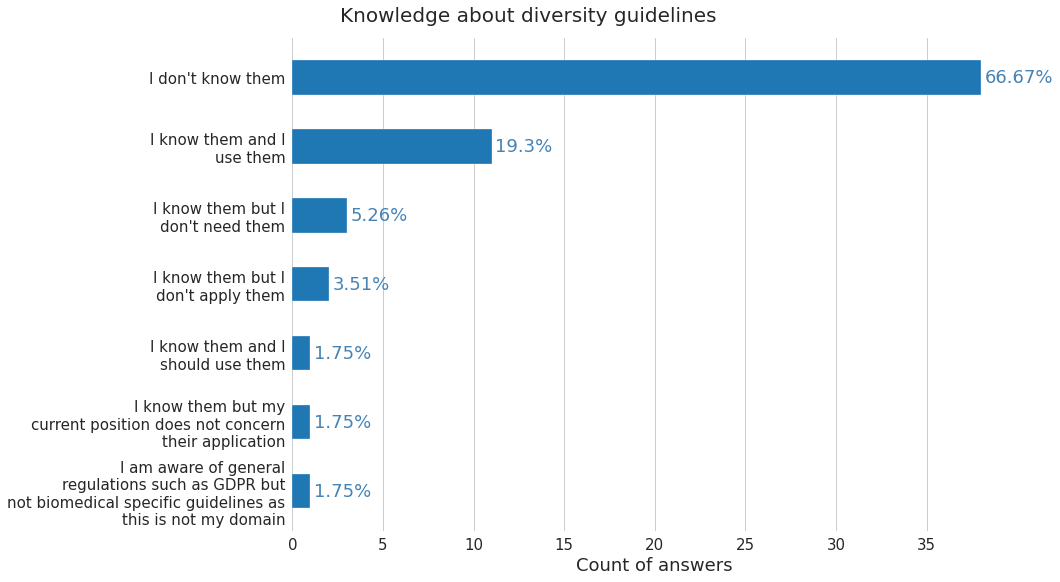 Knowledge about diversity guidelines
I don't know them
66.67%
I know them and I
use them
19.3%
I know them but I
don't need them
5.26%
I know them but I
don't apply them
3.51%
I know them and I
should use them
1.75%
I know them but my
current position does not concern
their application
1.75%
I am aware of general
regulations such as GDPR but
not biomedical specific guidelines as
this is not my domain
1.75%
0 5 10 15 20 25 30 35
Count of answers